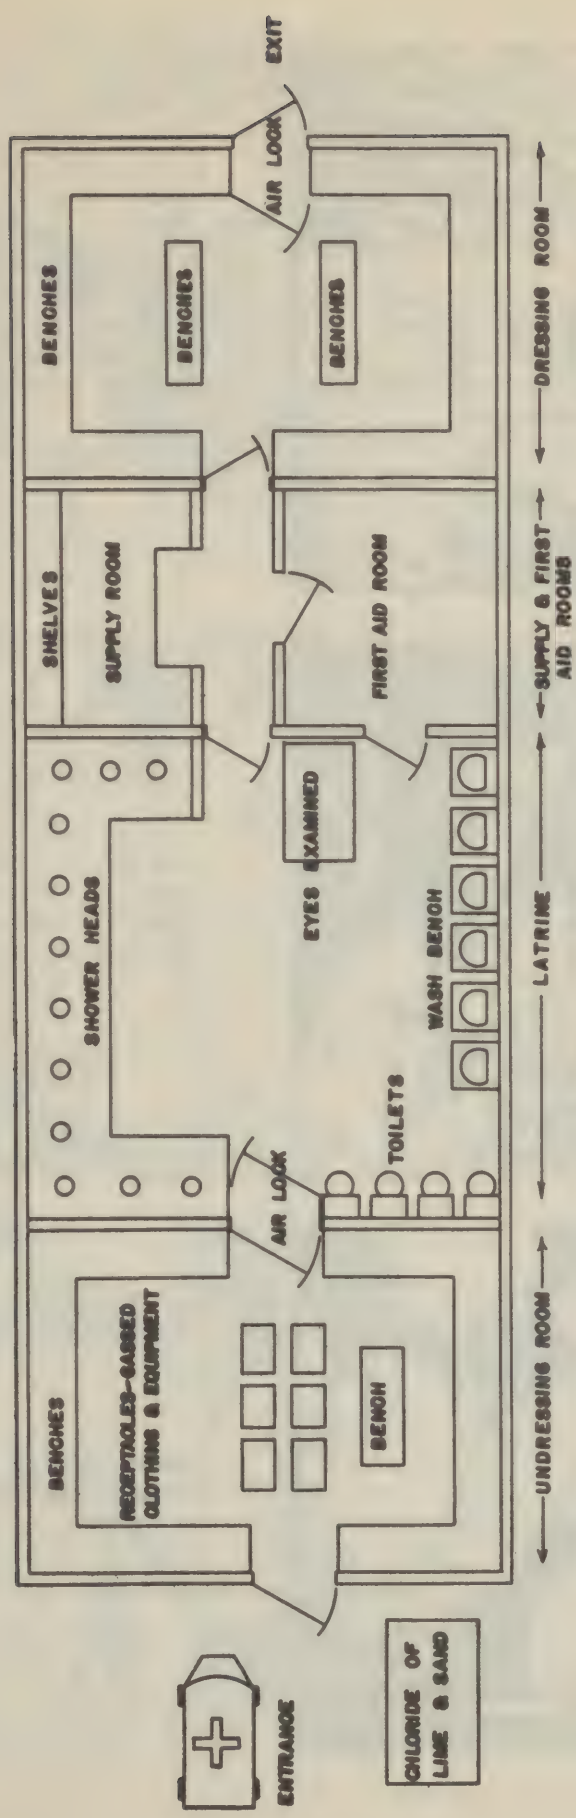 ENTRANCE
CHLORIDE OF
LIME & SAND
BENCHES
RECEPTACLES-GASSED
CLOTHING & EQUIPMENT
BENCH
AIR LOCK
SHOWER HEADS
TOILETS
WASH BENCH
EYES EXAMINED
SHELVES
SUPPLY ROOM
FIRST AID ROOM
BENCHES
BENCHES
BENCHES
AIR LOCK
EXIT
UNDRESSING ROOM
LATRINE
SUPPLY & FIRST
AID ROOMS
DRESSING ROOM